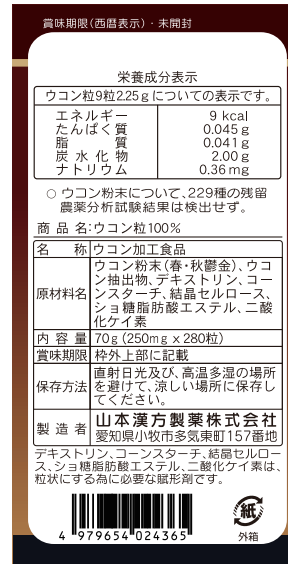 賞味期限(西暦表示)・未開封
栄養成分表示
ウコン粒9粒2.25gについての表示です。
エネルギー 9 kcal
たんぱく質 0.045g
脂質 0.041g
炭水化物 2.00g
ナトリウム 0.36mg
○ ウコン粉末について、229種の残留
農薬分析試験結果は検出せず。
商品名:ウコン粒100%
名称 ウコン加工食品
原材料名 ウコン粉末(春・秋鬱金)、ウコ
ン抽出物、デキストリン、コー
ンスターチ、結晶セルロース、
ショ糖脂肪酸エステル、二酸
化ケイ素
内容量 70g(250mg×280粒)
賞味期限 枠外上部に記載
保存方法 直射日光及び、高温多湿の場所
を避けて、涼しい場所に保存し
てください。
製造者 山本漢方製薬株式会社
愛知県小牧市多気東町157番地
デキストリン、コーンスターチ、結晶セルロー
ス、ショ糖脂肪酸エステル、二酸化ケイ素は、
粒状にする為に必要な賦形剤です。
4 979654 024365
紙
外箱